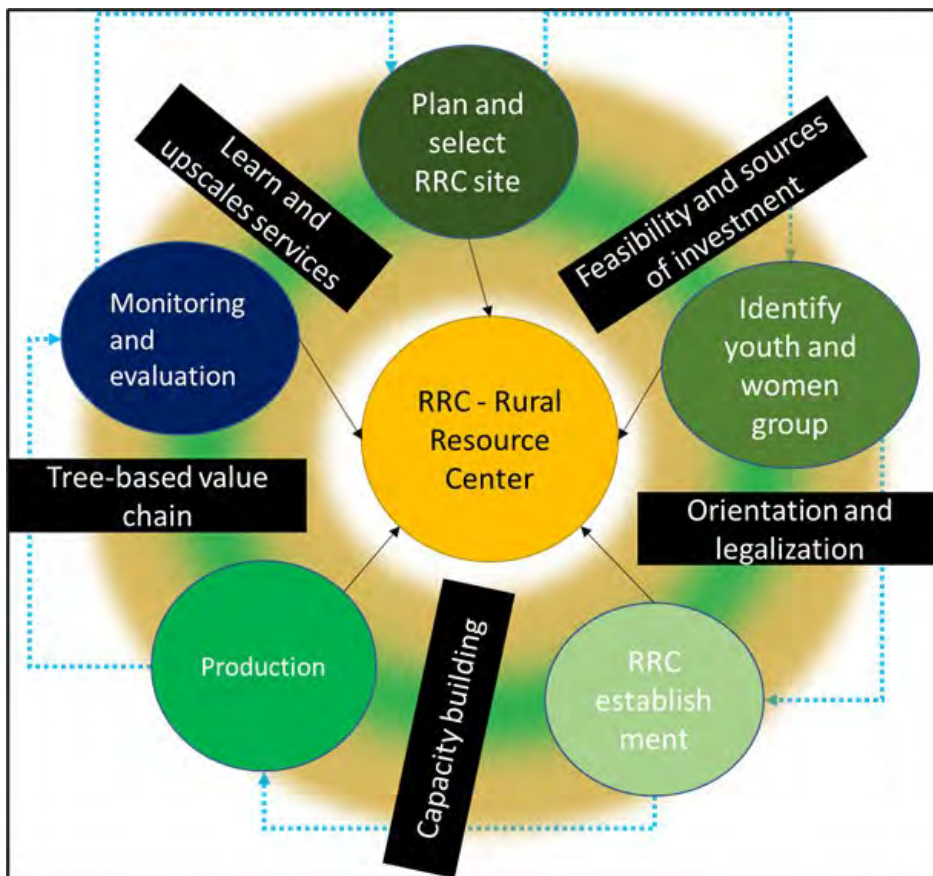 Plan and
select
RRC site
Learn and
upscales services
Feasibility and sources
of investment
Monitoring
and
evaluation
Identify
youth and
women
group
RRC - Rural
Resource
Center
Tree-based value
chain
Orientation and
legalization
Production
Capacity building
RRC
establish
ment